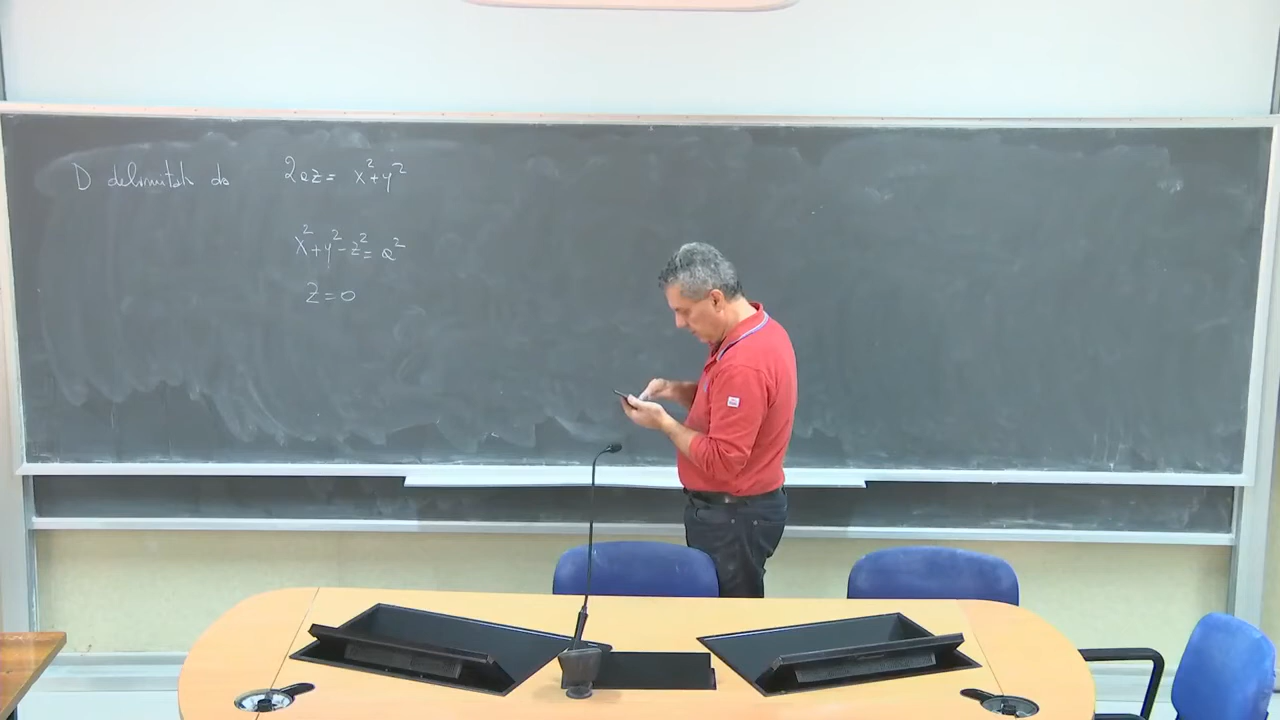 D delimitato da 2az = x²+y²
x²+y²-z²=a²
z=0